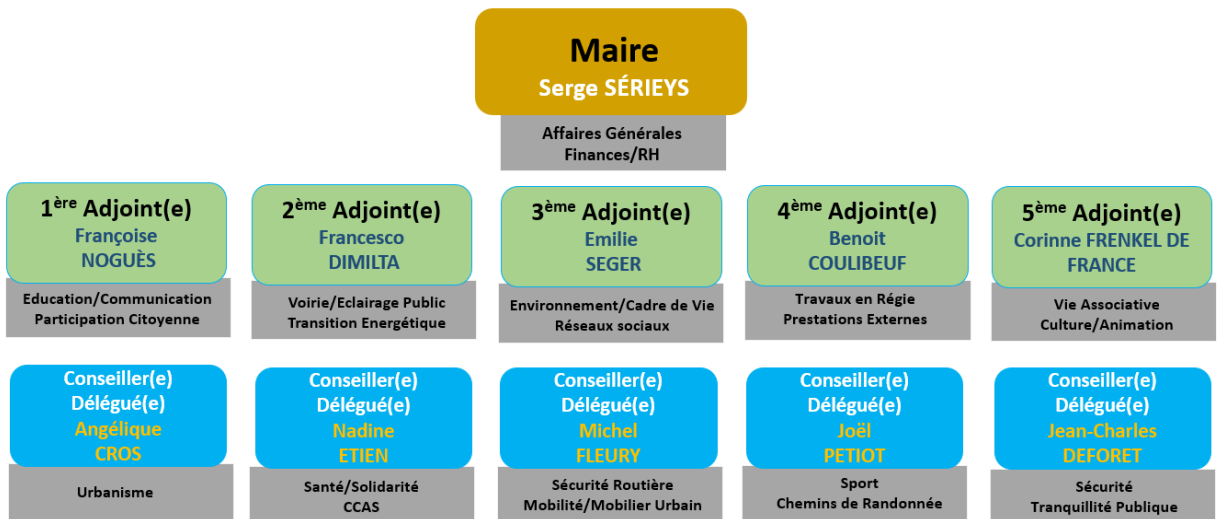 Maire
Serge SÉRIEYS
Affaires Générales
Finances/RH
1ère Adjoint(e)
Françoise
NOGUÈS
Education/Communication
Participation Citoyenne
2ème Adjoint(e)
Francesco
DIMILTA
Voirie/Eclairage Public
Transition Energétique
3ème Adjoint(e)
Emilie
SEGER
Environnement/Cadre de Vie
Réseaux sociaux
4ème Adjoint(e)
Benoit
COULIBEUF
Travaux en Régie
Prestations Externes
5ème Adjoint(e)
Corinne FRENKEL DE
FRANCE
Vie Associative
Culture/Animation
Conseiller(e)
Délégué(e)
Angélique
CROS
Urbanisme
Conseiller(e)
Délégué(e)
Nadine
ETIEN
Santé/Solidarité
CCAS
Conseiller(e)
Délégué(e)
Michel
FLEURY
Sécurité Routière
Mobilité/Mobilier Urbain
Conseiller(e)
Délégué(e)
Joël
PETIOT
Sport
Chemins de Randonnée
Conseiller(e)
Délégué(e)
Jean-Charles
DEFORET
Sécurité
Tranquillité Publique